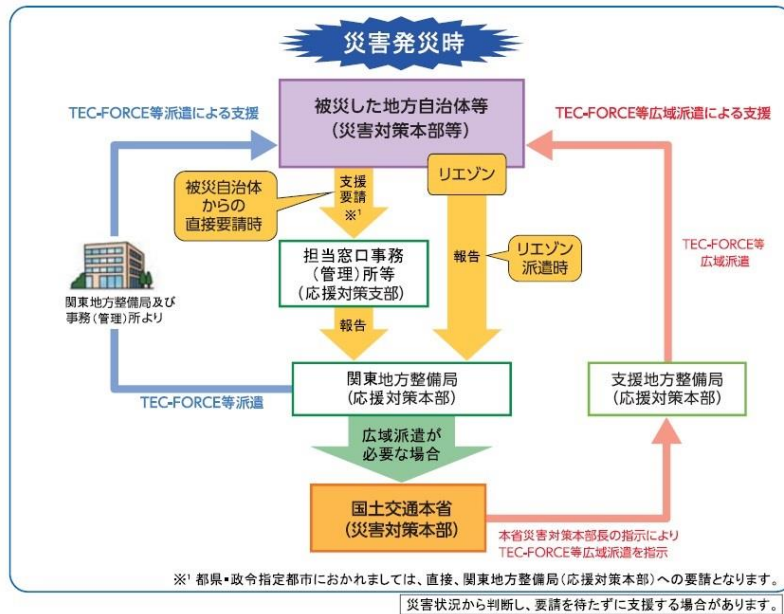 災害発災時
TEC-FORCE等派遣による支援
被災した地方自治体等
(災害対策本部等)
TEC-FORCE等広域派遣による支援
被災自治体
からの
直接要請時
支援
要請
※1
リエゾン
担当窓口事務
(管理)所等
(応援対策支部)
報告
リエゾン
派遣時
TEC-FORCE等
広域派遣
関東地方整備局及び
事務(管理)所より
報告
TEC-FORCE等派遣
関東地方整備局
(応援対策本部)
支援地方整備局
(応援対策本部)
広域派遣が
必要な場合
国土交通本省
(災害対策本部)
本省災害対策本部長の指示により
TEC-FORCE等広域派遣を指示
※1 都県・政令指定都市におかれましては、直接、関東地方整備局(応援対策本部)への要請となります。
災害状況から判断し、要請を待たずに支援する場合があります。